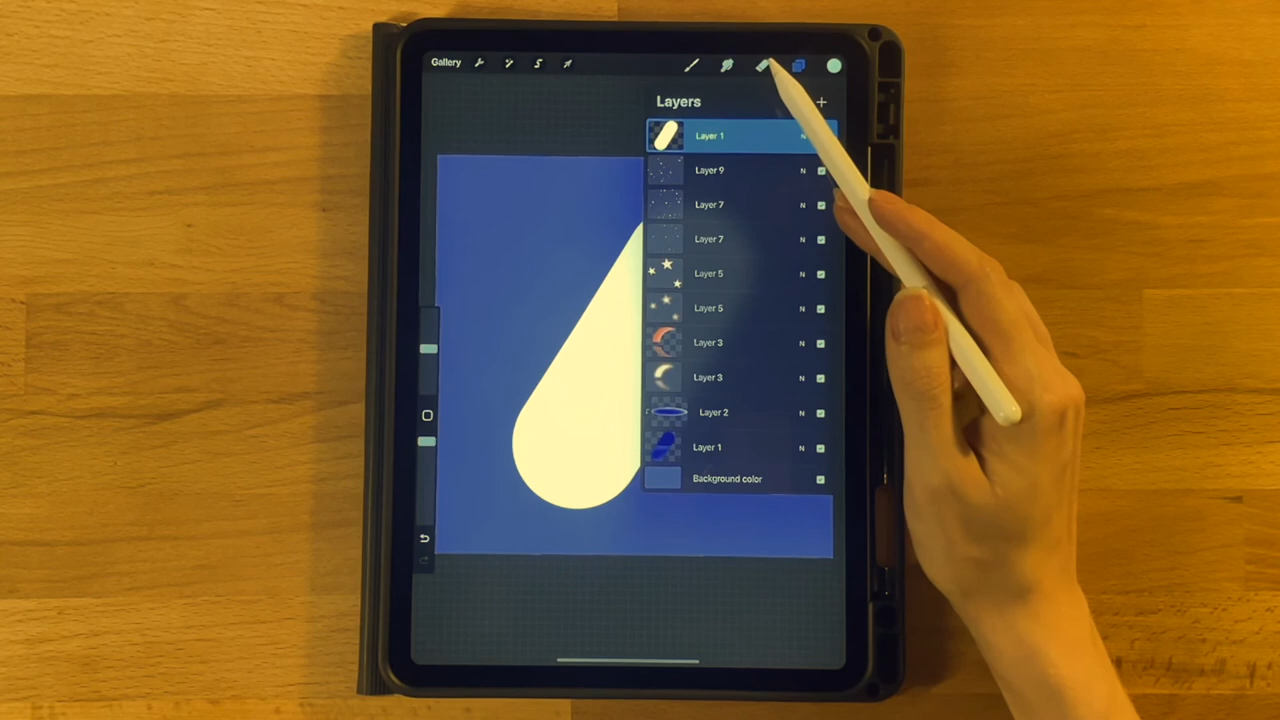 Gallery
Layers
Layer 1 N
Layer 9 N
Layer 7 N
Layer 7 N
Layer 5 N
Layer 5 N
Layer 3 N
Layer 3 N
Layer 2 N
Layer 1 N
Background color